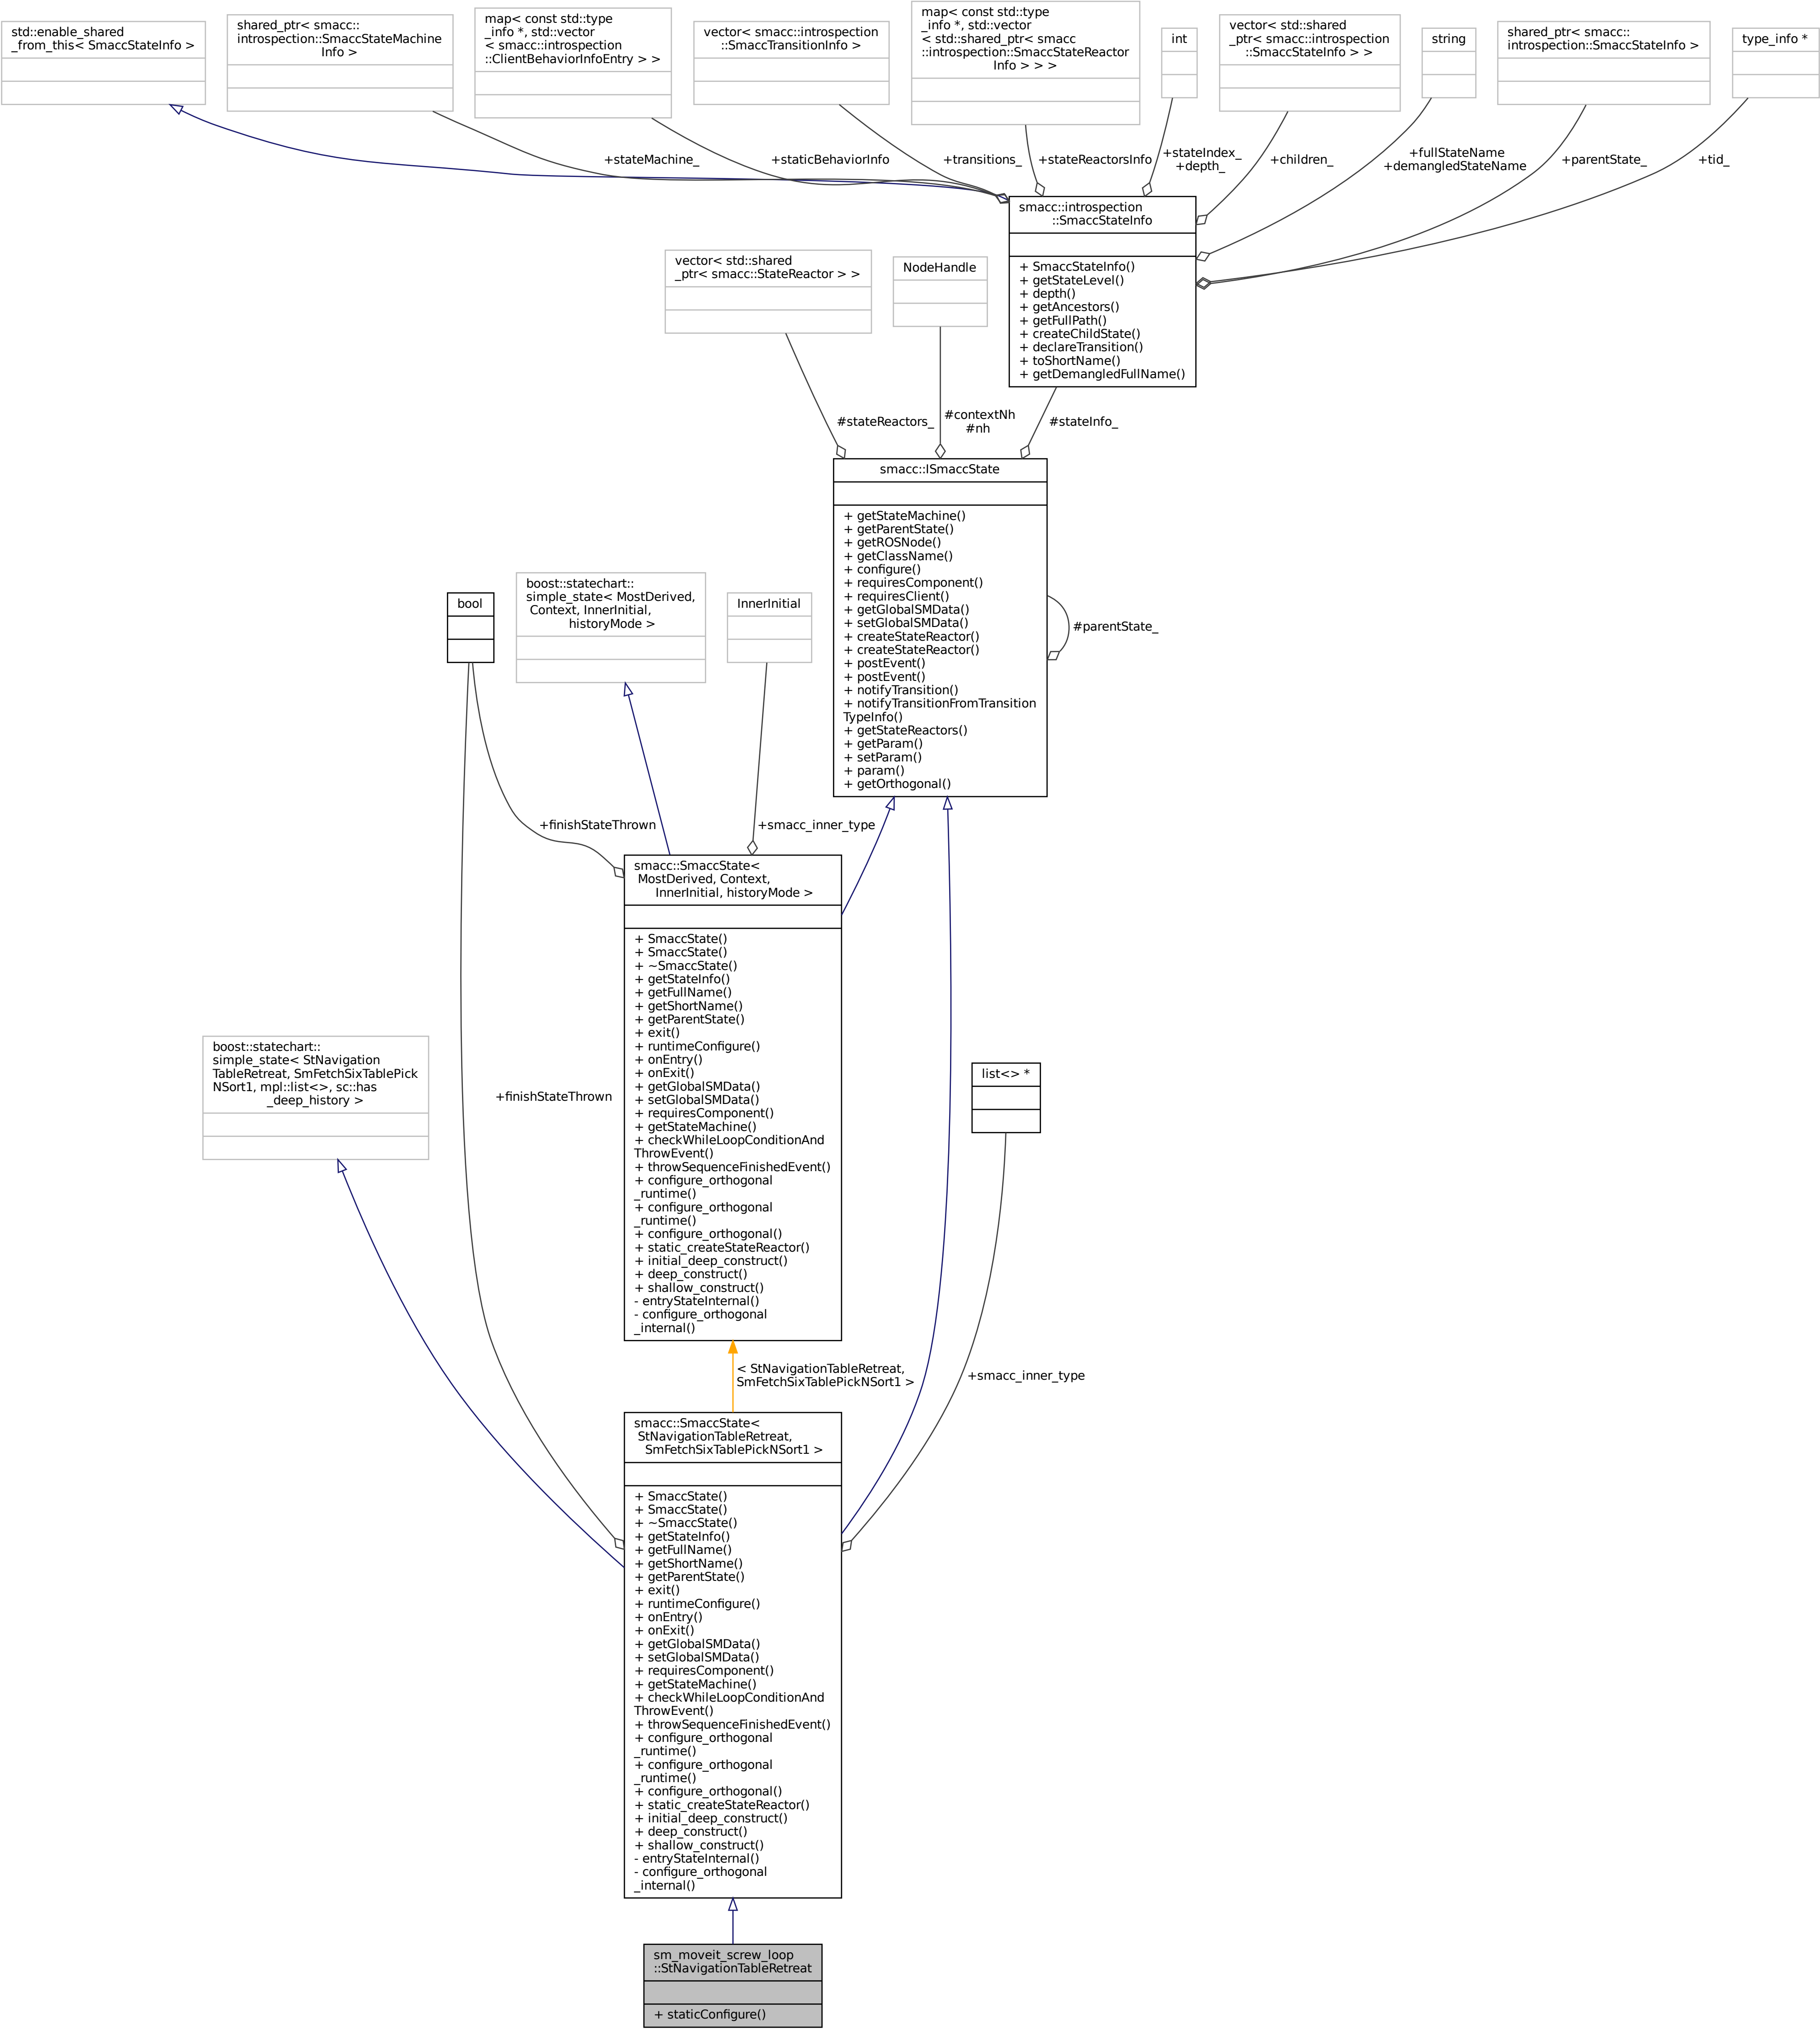 std::enable_shared
_from_this< SmaccStateInfo >
shared_ptr< smacc::
introspection::SmaccStateMachine
Info >
map< const std::type
_info *, std::vector
< smacc::introspection
::ClientBehaviorInfoEntry > >
vector< smacc::introspection
::SmaccTransitionInfo >
map< const std::type
_info *, std::vector
< std::shared_ptr< smacc
::introspection::SmaccStateReactor
Info > > >
int
vector< std::shared
_ptr< smacc::introspection
::SmaccStateInfo > >
string
shared_ptr< smacc::
introspection::SmaccStateInfo >
type_info *
+stateMachine_
+staticBehaviorInfo
+transitions_
+stateReactorsInfo
+stateIndex_
+depth_
+children_
+fullStateName
+demangledStateName
+parentState_
+tid_
smacc::introspection
::SmaccStateInfo
+ SmaccStateInfo()
+ getStateLevel()
+ depth()
+ getAncestors()
+ getFullPath()
+ createChildState()
+ declareTransition()
+ toShortName()
+ getDemangledFullName()
vector< std::shared
_ptr< smacc::StateReactor > >
NodeHandle
#stateReactors_
#contextNh
#nh
#stateInfo_
smacc::ISmaccState
+ getStateMachine()
+ getParentState()
+ getROSNode()
+ getClassName()
+ configure()
+ requiresComponent()
+ requiresClient()
+ getGlobalSMData()
+ setGlobalSMData()
+ createStateReactor()
+ createStateReactor()
+ postEvent()
+ postEvent()
+ notifyTransition()
+ notifyTransitionFromTransition
TypeInfo()
+ getStateReactors()
+ getParam()
+ setParam()
+ param()
+ getOrthogonal()
#parentState_
bool
boost::statechart::
simple_state< MostDerived,
Context, InnerInitial,
historyMode >
InnerInitial
+finishStateThrown
+smacc_inner_type
smacc::SmaccState<
MostDerived, Context,
InnerInitial, historyMode >
+ SmaccState()
+ SmaccState()
+ ~SmaccState()
+ getStateInfo()
+ getFullName()
+ getShortName()
+ getParentState()
+ exit()
+ runtimeConfigure()
+ onEntry()
+ onExit()
+ getGlobalSMData()
+ setGlobalSMData()
+ requiresComponent()
+ getStateMachine()
+ checkWhileLoopConditionAnd
ThrowEvent()
+ throwSequenceFinishedEvent()
+ configure_orthogonal
_runtime()
+ configure_orthogonal
_runtime()
+ configure_orthogonal()
+ static_createStateReactor()
+ initial_deep_construct()
+ deep_construct()
+ shallow_construct()
- entryStateInternal()
- configure_orthogonal
_internal()
boost::statechart::
simple_state< StNavigation
TableRetreat, SmFetchSixTablePick
NSort1, mpl::list<>, sc::has
_deep_history >
+finishStateThrown
list<> *
< StNavigationTableRetreat,
SmFetchSixTablePickNSort1 >
+smacc_inner_type
smacc::SmaccState<
StNavigationTableRetreat,
SmFetchSixTablePickNSort1 >
+ SmaccState()
+ SmaccState()
+ ~SmaccState()
+ getStateInfo()
+ getFullName()
+ getShortName()
+ getParentState()
+ exit()
+ runtimeConfigure()
+ onEntry()
+ onExit()
+ getGlobalSMData()
+ setGlobalSMData()
+ requiresComponent()
+ getStateMachine()
+ checkWhileLoopConditionAnd
ThrowEvent()
+ throwSequenceFinishedEvent()
+ configure_orthogonal
_runtime()
+ configure_orthogonal
_runtime()
+ configure_orthogonal()
+ static_createStateReactor()
+ initial_deep_construct()
+ deep_construct()
+ shallow_construct()
- entryStateInternal()
- configure_orthogonal
_internal()
sm_moveit_screw_loop
::StNavigationTableRetreat
+ staticConfigure()